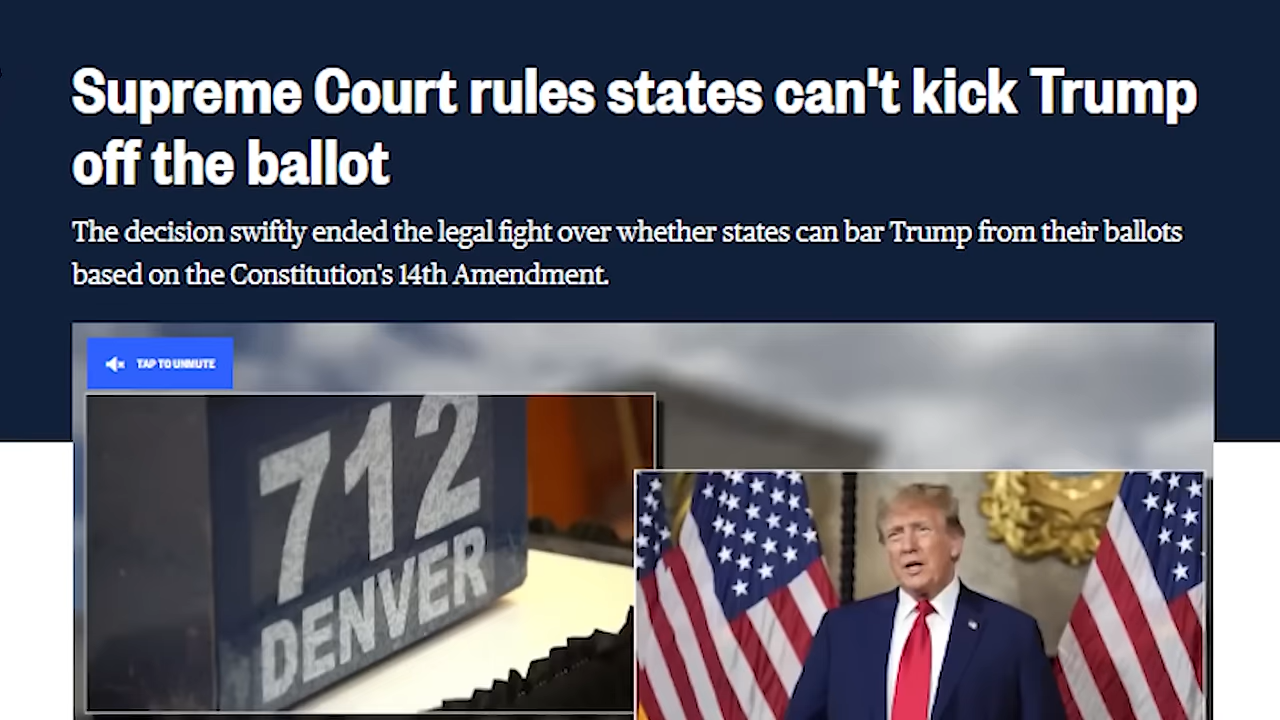 Supreme Court rules states can't kick Trump
off the ballot
The decision swiftly ended the legal fight over whether states can bar Trump from their ballots
based on the Constitution's 14th Amendment.
TAP TO UNMUTE
712
DENVER